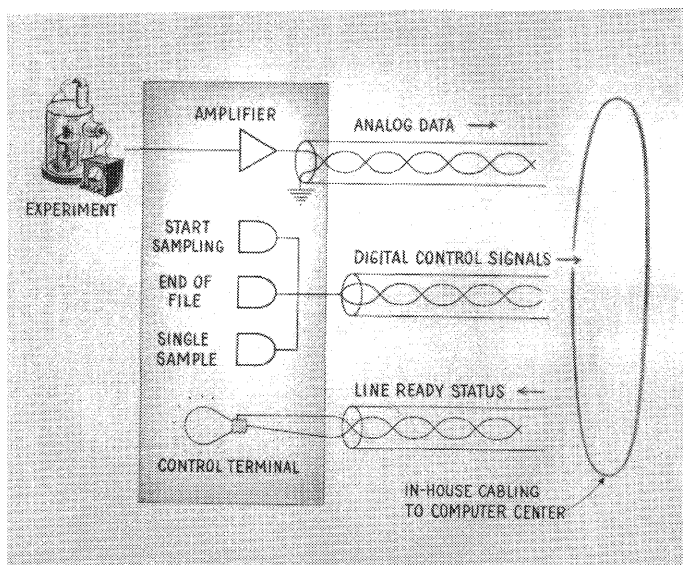 AMPLIFIER
ANALOG DATA →
EXPERIMENT
START
SAMPLING
DIGITAL CONTROL SIGNALS →
END OF
FILE
SINGLE
SAMPLE
LINE READY STATUS ←
CONTROL TERMINAL
IN-HOUSE CABLING
TO COMPUTER CENTER